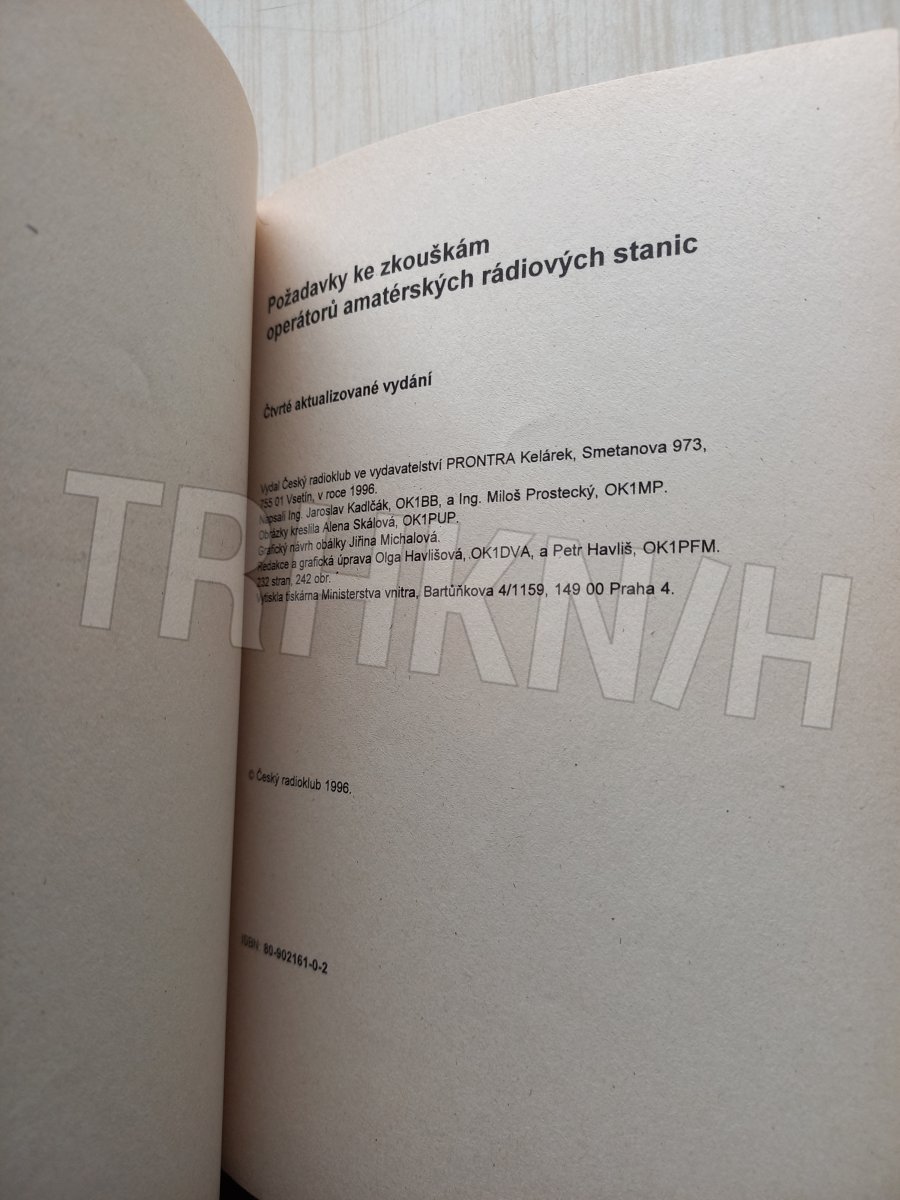 Požadavky ke zkouškám
operátorů amatérských rádiových stanic
Čtvrté aktualizované vydání
Vydal Český radioklub ve vydavatelství PRONTRA Kelárek, Smetanova 973,
755 01 Vsetín, v roce 1996.
Napsali Ing. Jaroslav Kadlčák, OK1BB, a Ing. Miloš Prostecký, OK1MP.
Obrázky kreslila Alena Skálová, OK1PUP.
Grafický návrh obálky Jiřina Michalová.
Redakce a grafická úprava Olga Havlišová, OK1DVA, a Petr Havliš, OK1PFM.
232 stran, 242 obr.
Vytiskla tiskárna Ministerstva vnitra, Bartůňkova 4/1159, 149 00 Praha 4.
TRHKNIH
© Český radioklub 1996.
ISBN: 80-902161-0-2